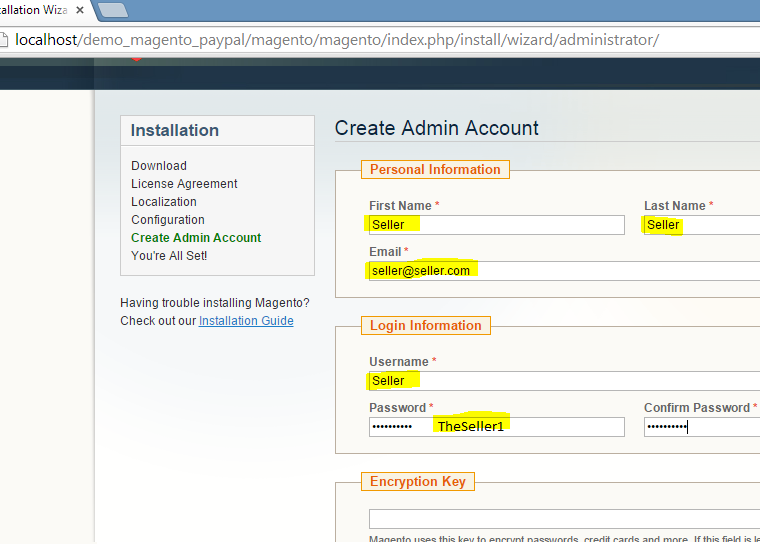 stallation Wiza ×
localhost/demo_magento_paypal/magento/magento/index.php/install/wizard/administrator/
Installation
Download
License Agreement
Localization
Configuration
Create Admin Account
You're All Set!
Having trouble installing Magento?
Check out our Installation Guide
Create Admin Account
Personal Information
First Name * Last Name *
Seller Seller
Email *
seller@seller.com
Login Information
Username *
Seller
Password * Confirm Password *
•••••••••• TheSeller1 ••••••••••
Encryption Key
Magento uses this key to encrypt passwords, credit cards and more. If this field is le